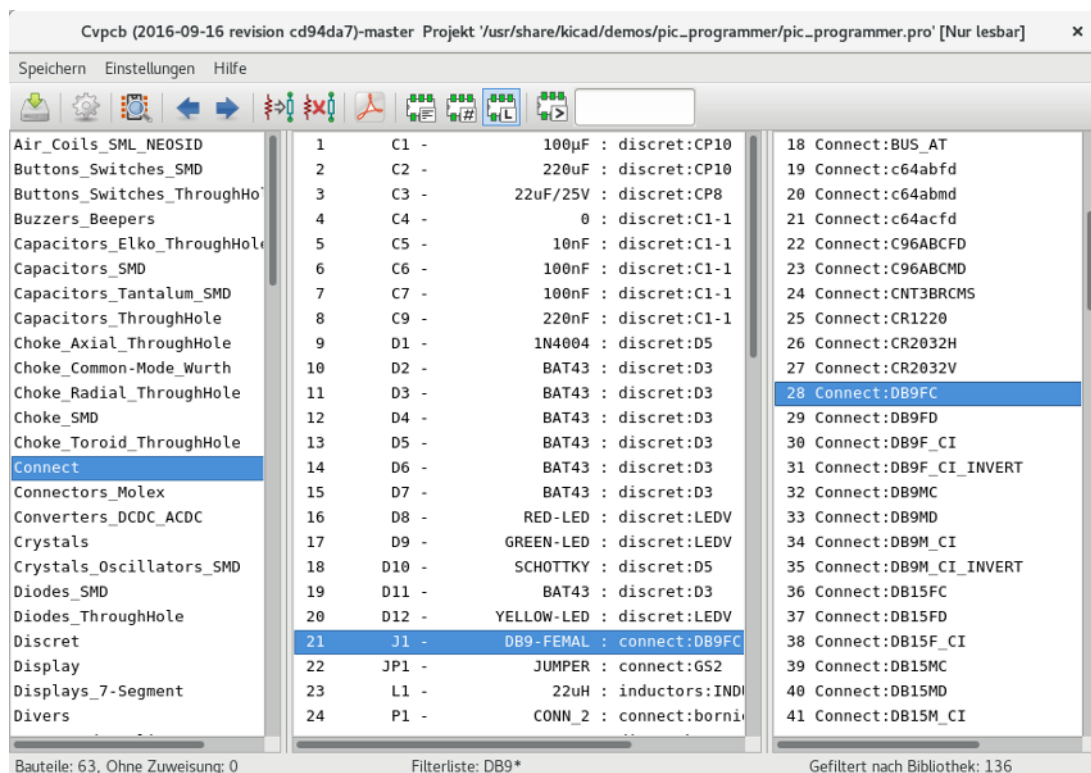 Cvpcb (2016-09-16 revision cd94da7)-master Projekt '/usr/share/kicad/demos/pic_programmer/pic_programmer.pro' [Nur lesbar] ×
Speichern Einstellungen Hilfe
Air_Coils_SML_NEOSID
Buttons_Switches_SMD
Buttons_Switches_ThroughHo
Buzzers_Beepers
Capacitors_Elko_ThroughHole
Capacitors_SMD
Capacitors_Tantalum_SMD
Capacitors_ThroughHole
Choke_Axial_ThroughHole
Choke_Common-Mode_Wurth
Choke_Radial_ThroughHole
Choke_SMD
Choke_Toroid_ThroughHole
Connect
Connectors_Molex
Converters_DCDC_ACDC
Crystals
Crystals_Oscillators_SMD
Diodes_SMD
Diodes_ThroughHole
Discret
Display
Displays_7-Segment
Divers
1 C1 - 100µF : discret:CP10
2 C2 - 220uF : discret:CP10
3 C3 - 22uF/25V : discret:CP8
4 C4 - 0 : discret:C1-1
5 C5 - 10nF : discret:C1-1
6 C6 - 100nF : discret:C1-1
7 C7 - 100nF : discret:C1-1
8 C9 - 220nF : discret:C1-1
9 D1 - 1N4004 : discret:D5
10 D2 - BAT43 : discret:D3
11 D3 - BAT43 : discret:D3
12 D4 - BAT43 : discret:D3
13 D5 - BAT43 : discret:D3
14 D6 - BAT43 : discret:D3
15 D7 - BAT43 : discret:D3
16 D8 - RED-LED : discret:LEDV
17 D9 - GREEN-LED : discret:LEDV
18 D10 - SCHOTTKY : discret:D5
19 D11 - BAT43 : discret:D3
20 D12 - YELLOW-LED : discret:LEDV
21 J1 - DB9-FEMAL : connect:DB9FC
22 JP1 - JUMPER : connect:GS2
23 L1 - 22uH : inductors:INDU
24 P1 - CONN_2 : connect:bornie
18 Connect:BUS_AT
19 Connect:c64abfd
20 Connect:c64abmd
21 Connect:c64acfd
22 Connect:C96ABCFD
23 Connect:C96ABCMD
24 Connect:CNT3BRCMS
25 Connect:CR1220
26 Connect:CR2032H
27 Connect:CR2032V
28 Connect:DB9FC
29 Connect:DB9FD
30 Connect:DB9F_CI
31 Connect:DB9F_CI_INVERT
32 Connect:DB9MC
33 Connect:DB9MD
34 Connect:DB9M_CI
35 Connect:DB9M_CI_INVERT
36 Connect:DB15FC
37 Connect:DB15FD
38 Connect:DB15F_CI
39 Connect:DB15MC
40 Connect:DB15MD
41 Connect:DB15M_CI
Bauteile: 63, Ohne Zuweisung: 0
Filterliste: DB9*
Gefiltert nach Bibliothek: 136